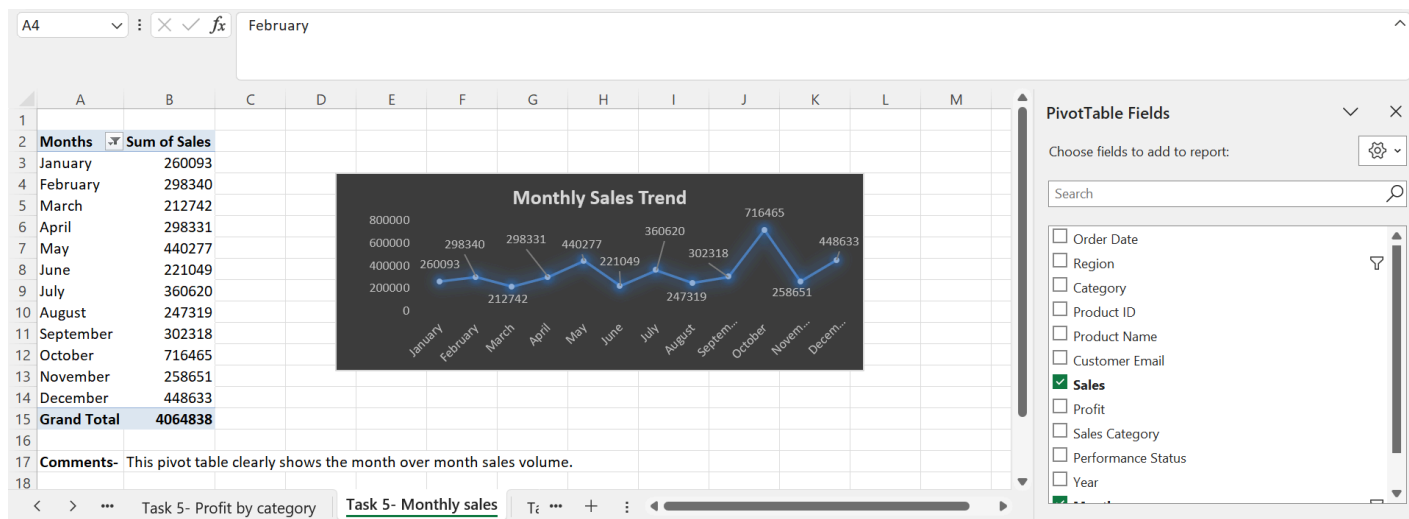 A4 fx February
A B C D E F G H I J K L M
1
2 Months Sum of Sales
3 January 260093
4 February 298340
5 March 212742
6 April 298331
7 May 440277
8 June 221049
9 July 360620
10 August 247319
11 September 302318
12 October 716465
13 November 258651
14 December 448633
15 Grand Total 4064838
16
17 Comments- This pivot table clearly shows the month over month sales volume.
18
Monthly Sales Trend
800000
600000
400000
200000
0
260093 298340 212742 298331 440277 221049 360620 247319 302318 716465 258651 448633
January February March April May June July August Septem... October Novem... Decem...
Task 5- Profit by category Task 5- Monthly sales
PivotTable Fields
Choose fields to add to report:
Search
Order Date
Region
Category
Product ID
Product Name
Customer Email
Sales
Profit
Sales Category
Performance Status
Year